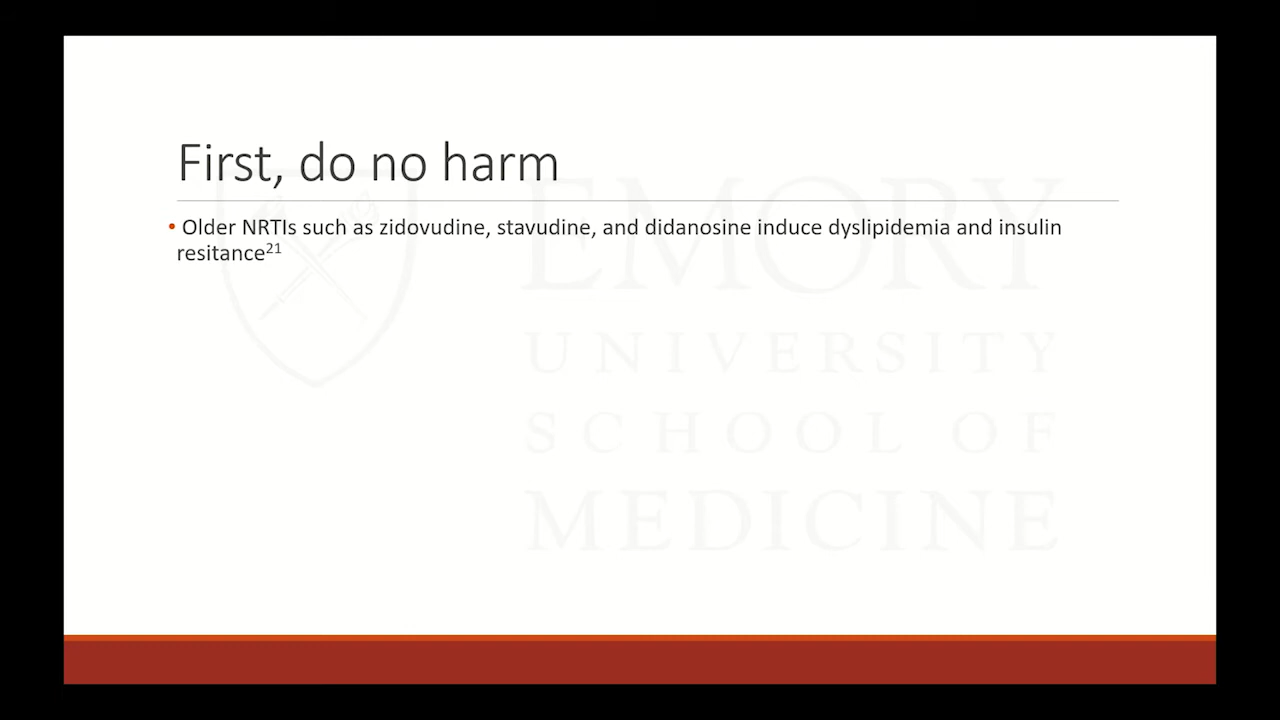 First, do no harm
• Older NRTIs such as zidovudine, stavudine, and didanosine induce dyslipidemia and insulin
resitance21
EMORY
UNIVERSITY
SCHOOL OF
MEDICINE